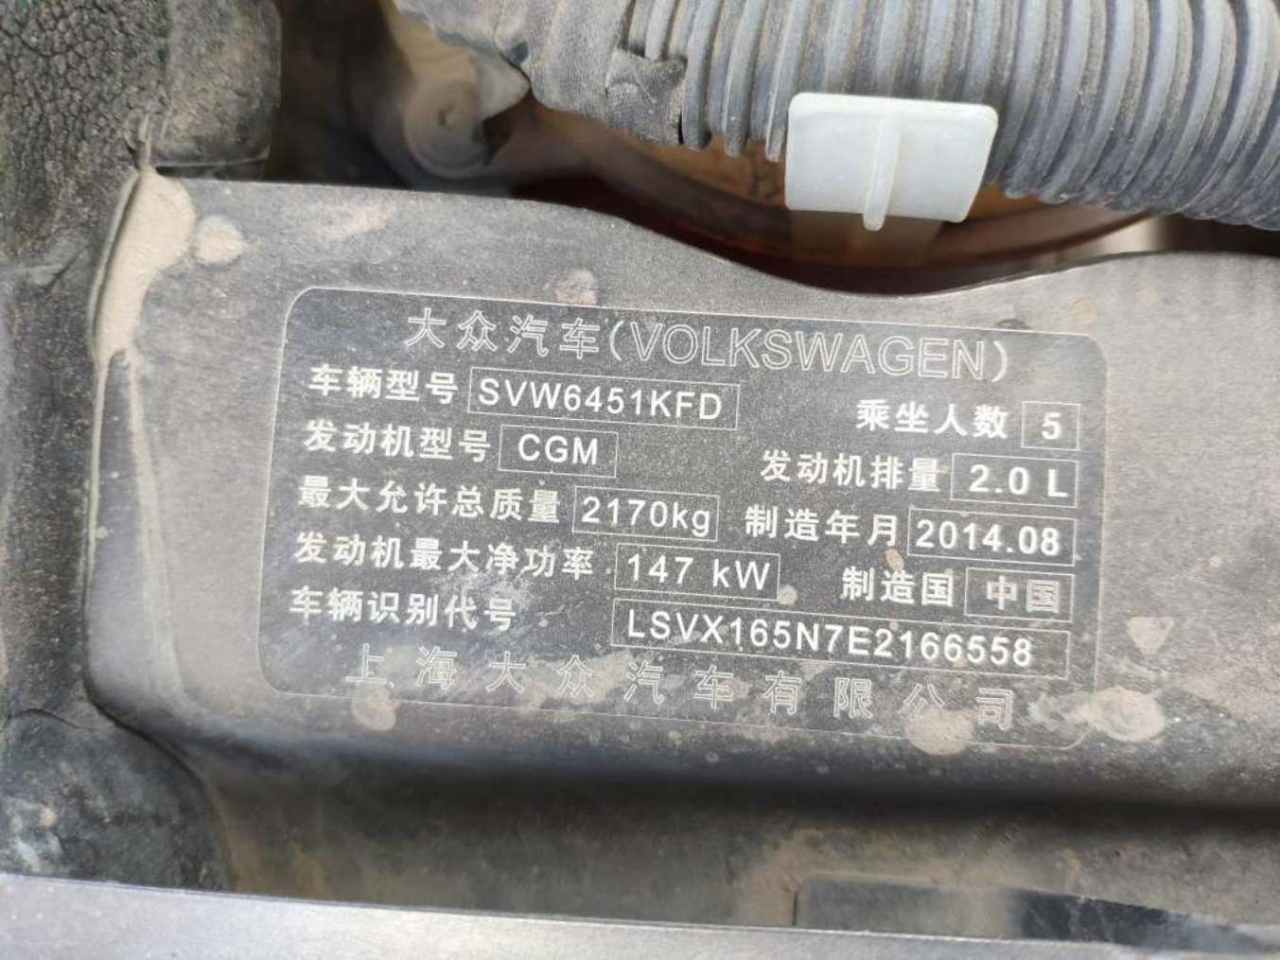 大众汽车(VOLKSWAGEN)
车辆型号 SVW6451KFD 乘坐人数 5
发动机型号 CGM 发动机排量 2.0 L
最大允许总质量 2170kg 制造年月 2014.08
发动机最大净功率 147 kW 制造国 中国
车辆识别代号 LSVX165N7E2166558
上海大众汽车有限公司